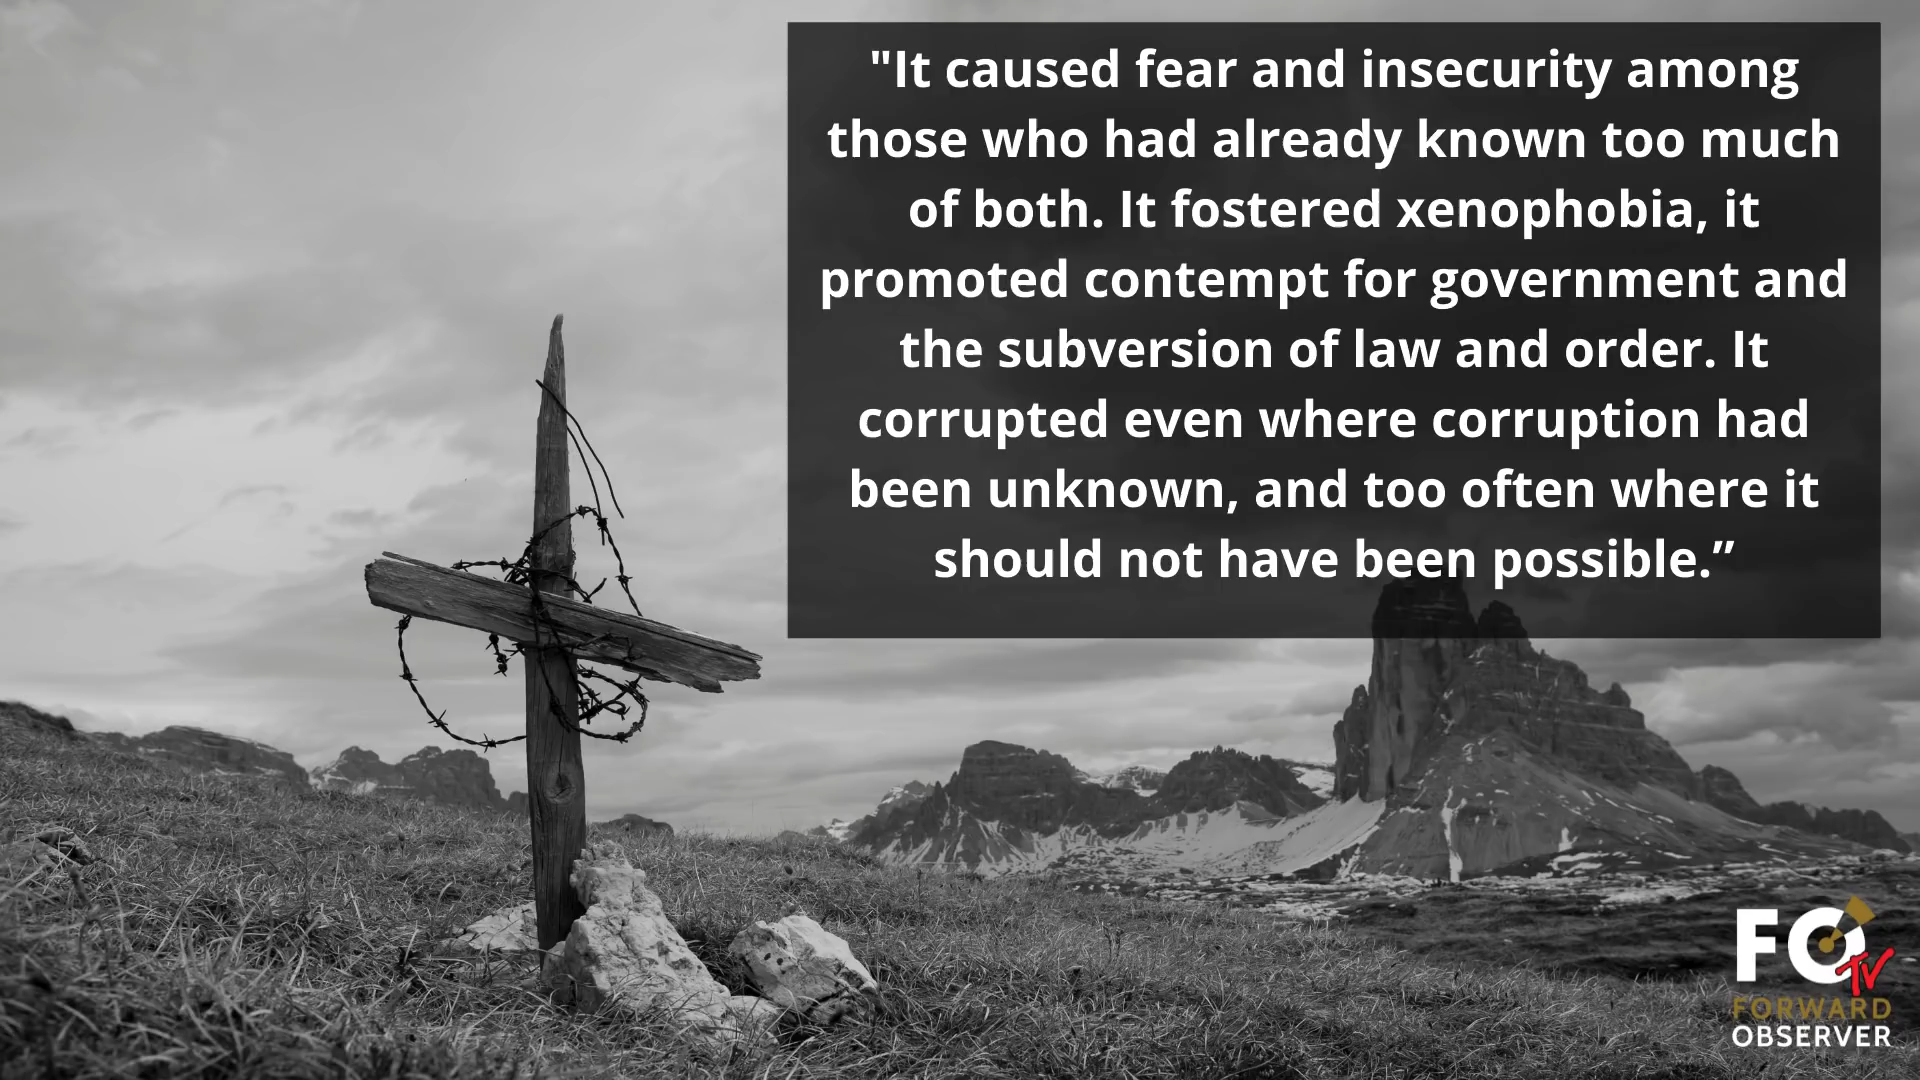 "It caused fear and insecurity among
those who had already known too much
of both. It fostered xenophobia, it
promoted contempt for government and
the subversion of law and order. It
corrupted even where corruption had
been unknown, and too often where it
should not have been possible.”
FO
TV
FORWARD
OBSERVER